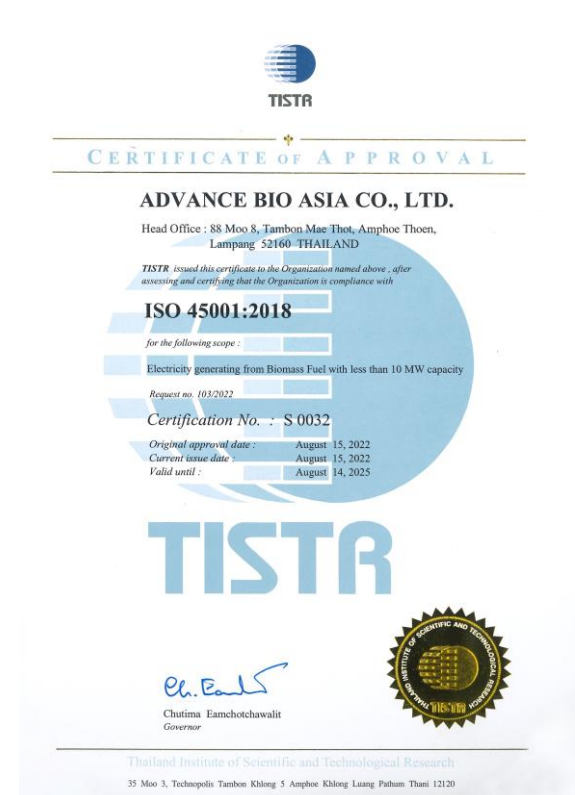 TISTR
CERTIFICATE OF APPROVAL
ADVANCE BIO ASIA CO., LTD.
Head Office : 88 Moo 8, Tambon Mae Thot, Amphoe Thoen,
Lampang 52160 THAILAND
TISTR issued this certificate to the Organization named above , after
assessing and certifying that the Organization is compliance with
ISO 45001:2018
for the following scope :
Electricity generating from Biomass Fuel with less than 10 MW capacity
Request no. 103/2022
Certification No. : S 0032
Original approval date : August 15, 2022
Current issue date : August 15, 2022
Valid until : August 14, 2025
TISTR
Ch. Eam
THAILAND INSTITUTE OF SCIENTIFIC AND TECHNOLOGICAL RESEARCH
TISTR
Chutima Eamchotchawalit
Governor
Thailand Institute of Scientific and Technological Research
35 Moo 3, Technopolis Tambon Khlong 5 Amphoe Khlong Luang Pathum Thani 12120